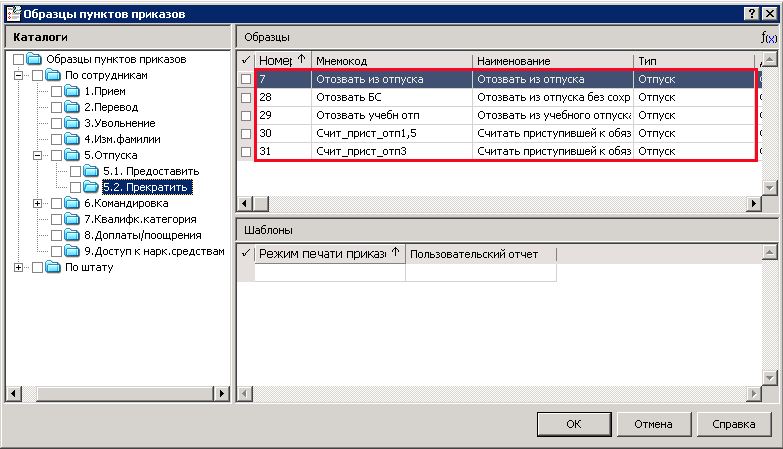 Образцы пунктов приказов
Каталоги
Образцы пунктов приказов
По сотрудникам
1.Прием
2.Перевод
3.Увольнение
4.Изм.фамилии
5.Отпуска
5.1. Предоставить
5.2. Прекратить
6.Командировка
7.Квалифк.категория
8.Доплаты/поощрения
9.Доступ к нарк.средствам
По штату
Образцы f(x)
Номер Мнемокод Наименование Тип
7 Отозвать из отпуска Отозвать из отпуска Отпуск
28 Отозвать БС Отозвать из отпуска без сохр Отпуск
29 Отозвать учебн отп Отозвать из учебного отпуска Отпуск
30 Счит_прист_отп1,5 Считать приступившей к обяз Отпуск
31 Счит_прист_отп3 Считать приступившей к обяз Отпуск
Шаблоны
Режим печати приказ Пользовательский отчет
ОК Отмена Справка